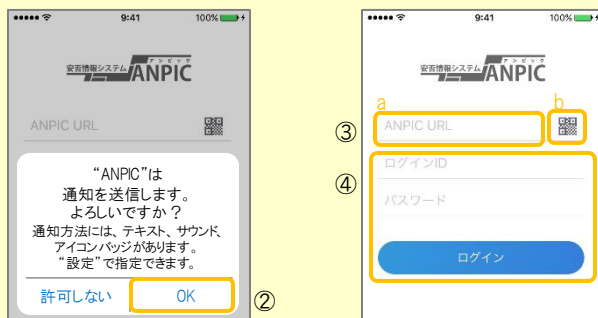 9:41
100%
安否情報システム
アンピック
ANPIC
ANPIC URL
“ANPIC”は
通知を送信します。
よろしいですか？
通知方法には、テキスト、サウンド、
アイコンバッジがあります。
“設定”で指定できます。
許可しない
OK
②
9:41
100%
安否情報システム
アンピック
ANPIC
a
b
③
ANPIC URL
④
ログインID
パスワード
ログイン